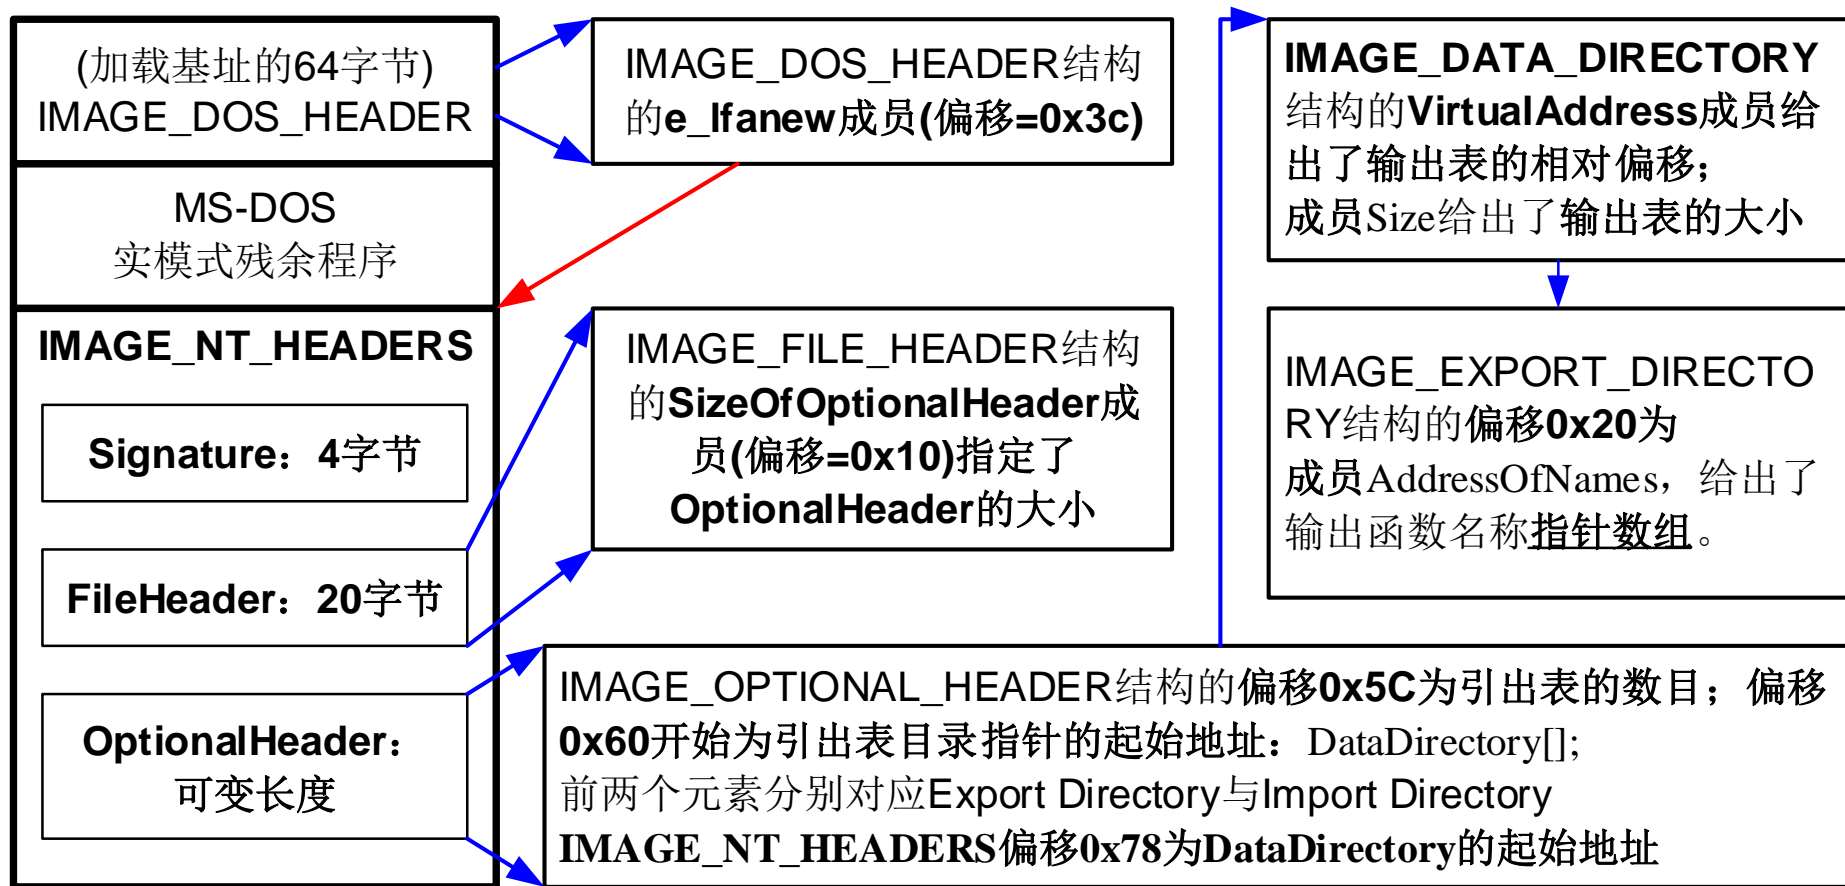 (加载基址的64字节)
IMAGE_DOS_HEADER
MS-DOS
实模式残余程序
IMAGE_NT_HEADERS
Signature：4字节
FileHeader：20字节
OptionalHeader：
可变长度
IMAGE_DOS_HEADER结构
的e_lfanew成员(偏移=0x3c)
IMAGE_FILE_HEADER结构
的SizeOfOptionalHeader成
员(偏移=0x10)指定了
OptionalHeader的大小
IMAGE_OPTIONAL_HEADER结构的偏移0x5C为引出表的数目；偏移
0x60开始为引出表目录指针的起始地址：DataDirectory[];
前两个元素分别对应Export Directory与Import Directory
IMAGE_NT_HEADERS偏移0x78为DataDirectory的起始地址
IMAGE_DATA_DIRECTORY
结构的VirtualAddress成员给
出了输出表的相对偏移；
成员Size给出了输出表的大小
IMAGE_EXPORT_DIRECTO
RY结构的偏移0x20为
成员AddressOfNames，给出了
输出函数名称指针数组。